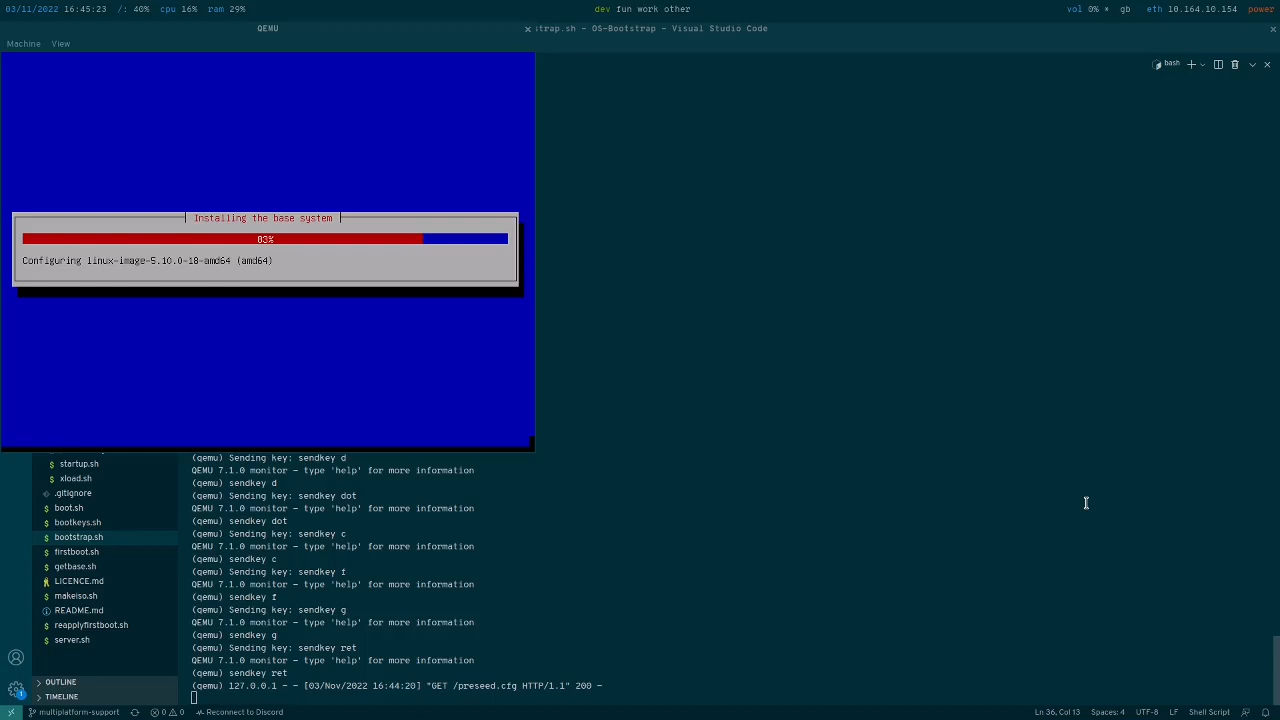 03/11/2022 16:45:23 /: 40% cpu 16% ram 29%
dev fun work other
vol 0% * gb eth 10.164.10.154 power
QEMU
strap.sh - OS-Bootstrap - Visual Studio Code
Machine View
bash
Installing the base system
83%
Configuring linux-image-5.10.0-18-amd64 (amd64)
startup.sh
xload.sh
.gitignore
boot.sh
bootkeys.sh
bootstrap.sh
firstboot.sh
getbase.sh
LICENCE.md
makeiso.sh
README.md
reapplyfirstboot.sh
server.sh
OUTLINE
TIMELINE
(qemu) Sending key: sendkey d
QEMU 7.1.0 monitor - type 'help' for more information
(qemu) sendkey d
(qemu) Sending key: sendkey dot
QEMU 7.1.0 monitor - type 'help' for more information
(qemu) sendkey dot
(qemu) Sending key: sendkey c
QEMU 7.1.0 monitor - type 'help' for more information
(qemu) sendkey c
(qemu) Sending key: sendkey f
QEMU 7.1.0 monitor - type 'help' for more information
(qemu) sendkey f
(qemu) Sending key: sendkey g
QEMU 7.1.0 monitor - type 'help' for more information
(qemu) sendkey g
(qemu) Sending key: sendkey ret
QEMU 7.1.0 monitor - type 'help' for more information
(qemu) sendkey ret
(qemu) 127.0.0.1 - - [03/Nov/2022 16:44:20] "GET /preseed.cfg HTTP/1.1" 200 -
multiplatform-support 0 0 Reconnect to Discord
Ln 36, Col 13 Spaces: 4 UTF-8 LF Shell Script